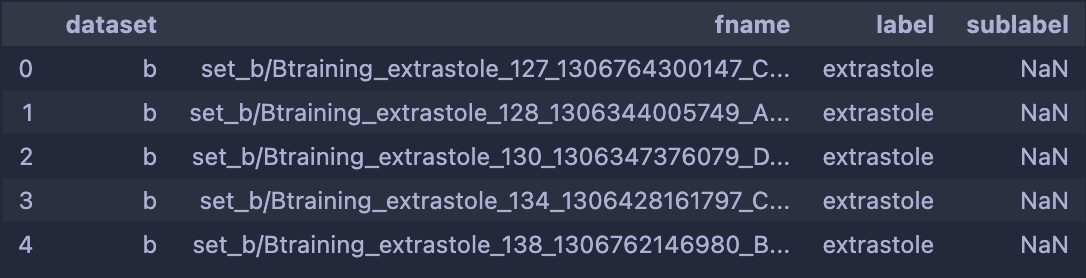 dataset fname label sublabel
0 b set_b/Btraining_extrastole_127_1306764300147_C... extrastole NaN
1 b set_b/Btraining_extrastole_128_1306344005749_A... extrastole NaN
2 b set_b/Btraining_extrastole_130_1306347376079_D... extrastole NaN
3 b set_b/Btraining_extrastole_134_1306428161797_C... extrastole NaN
4 b set_b/Btraining_extrastole_138_1306762146980_B... extrastole NaN